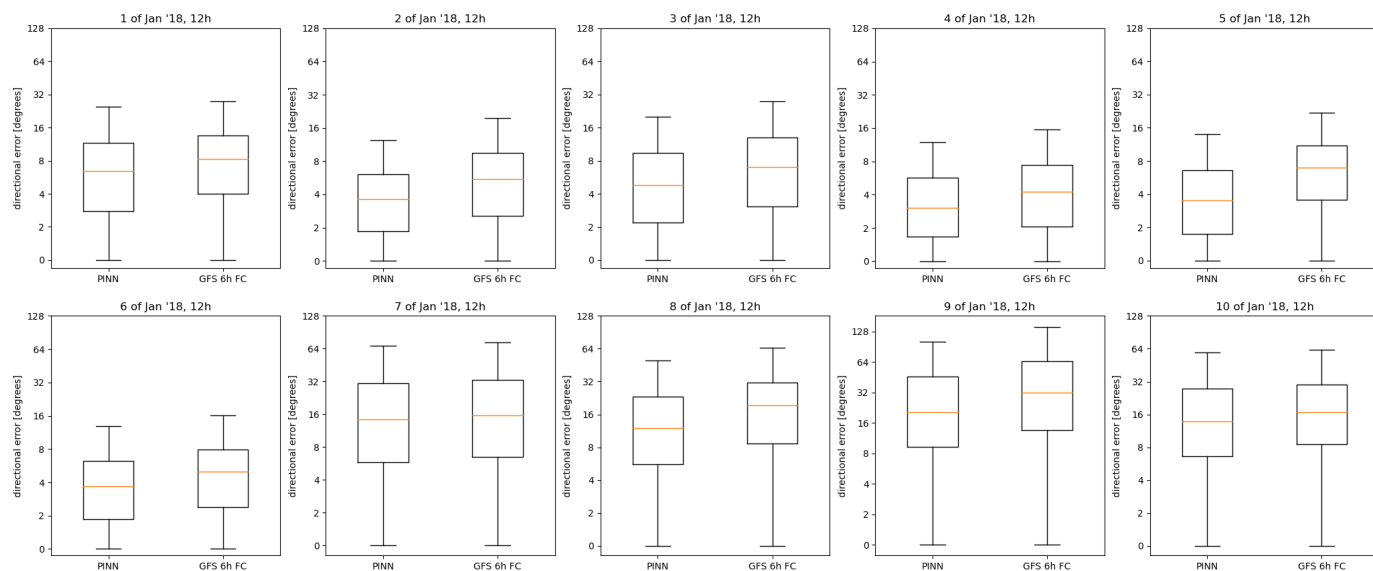 1 of Jan '18, 12h
128
64
32
16
8
4
2
0
directional error [degrees]
PINN GFS 6h FC
2 of Jan '18, 12h
128
64
32
16
8
4
2
0
directional error [degrees]
PINN GFS 6h FC
3 of Jan '18, 12h
128
64
32
16
8
4
2
0
directional error [degrees]
PINN GFS 6h FC
4 of Jan '18, 12h
128
64
32
16
8
4
2
0
directional error [degrees]
PINN GFS 6h FC
5 of Jan '18, 12h
128
64
32
16
8
4
2
0
directional error [degrees]
PINN GFS 6h FC
6 of Jan '18, 12h
128
64
32
16
8
4
2
0
directional error [degrees]
PINN GFS 6h FC
7 of Jan '18, 12h
128
64
32
16
8
4
2
0
directional error [degrees]
PINN GFS 6h FC
8 of Jan '18, 12h
128
64
32
16
8
4
2
0
directional error [degrees]
PINN GFS 6h FC
9 of Jan '18, 12h
128
64
32
16
8
4
2
0
directional error [degrees]
PINN GFS 6h FC
10 of Jan '18, 12h
128
64
32
16
8
4
2
0
directional error [degrees]
PINN GFS 6h FC